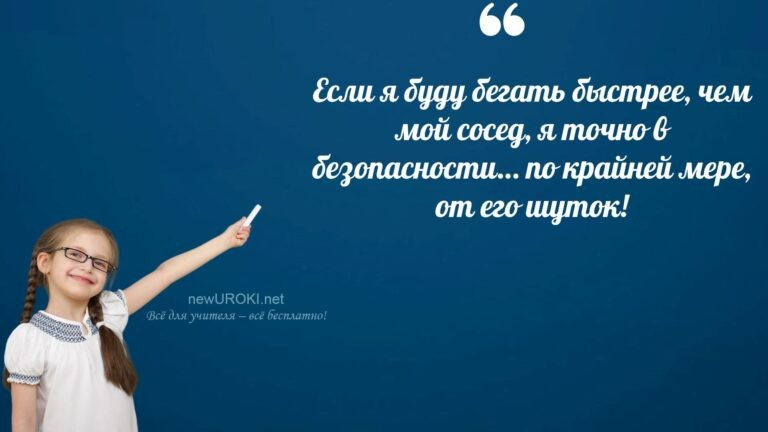 Если я буду бегать быстрее, чем
мой сосед, я точно в
безопасности... по крайней мере,
от его шуток!
newUROKI.net
Всё для учителя – всё бесплатно!